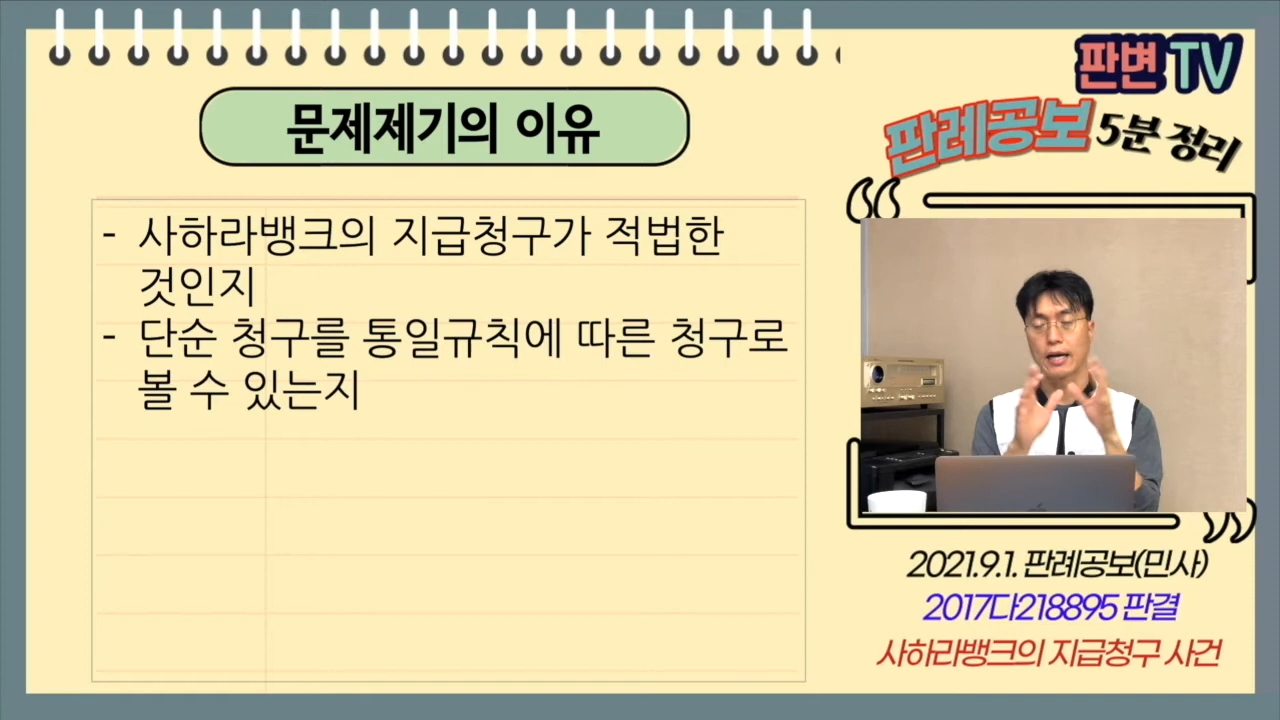 문제제기의 이유
- 사하라뱅크의 지급청구가 적법한
것인지
- 단순 청구를 통일규칙에 따른 청구로
볼 수 있는지
판변 TV
판례공보 5분 정리
2021.9.1. 판례공보(민사)
2017다218895 판결
사하라뱅크의 지급청구 사건